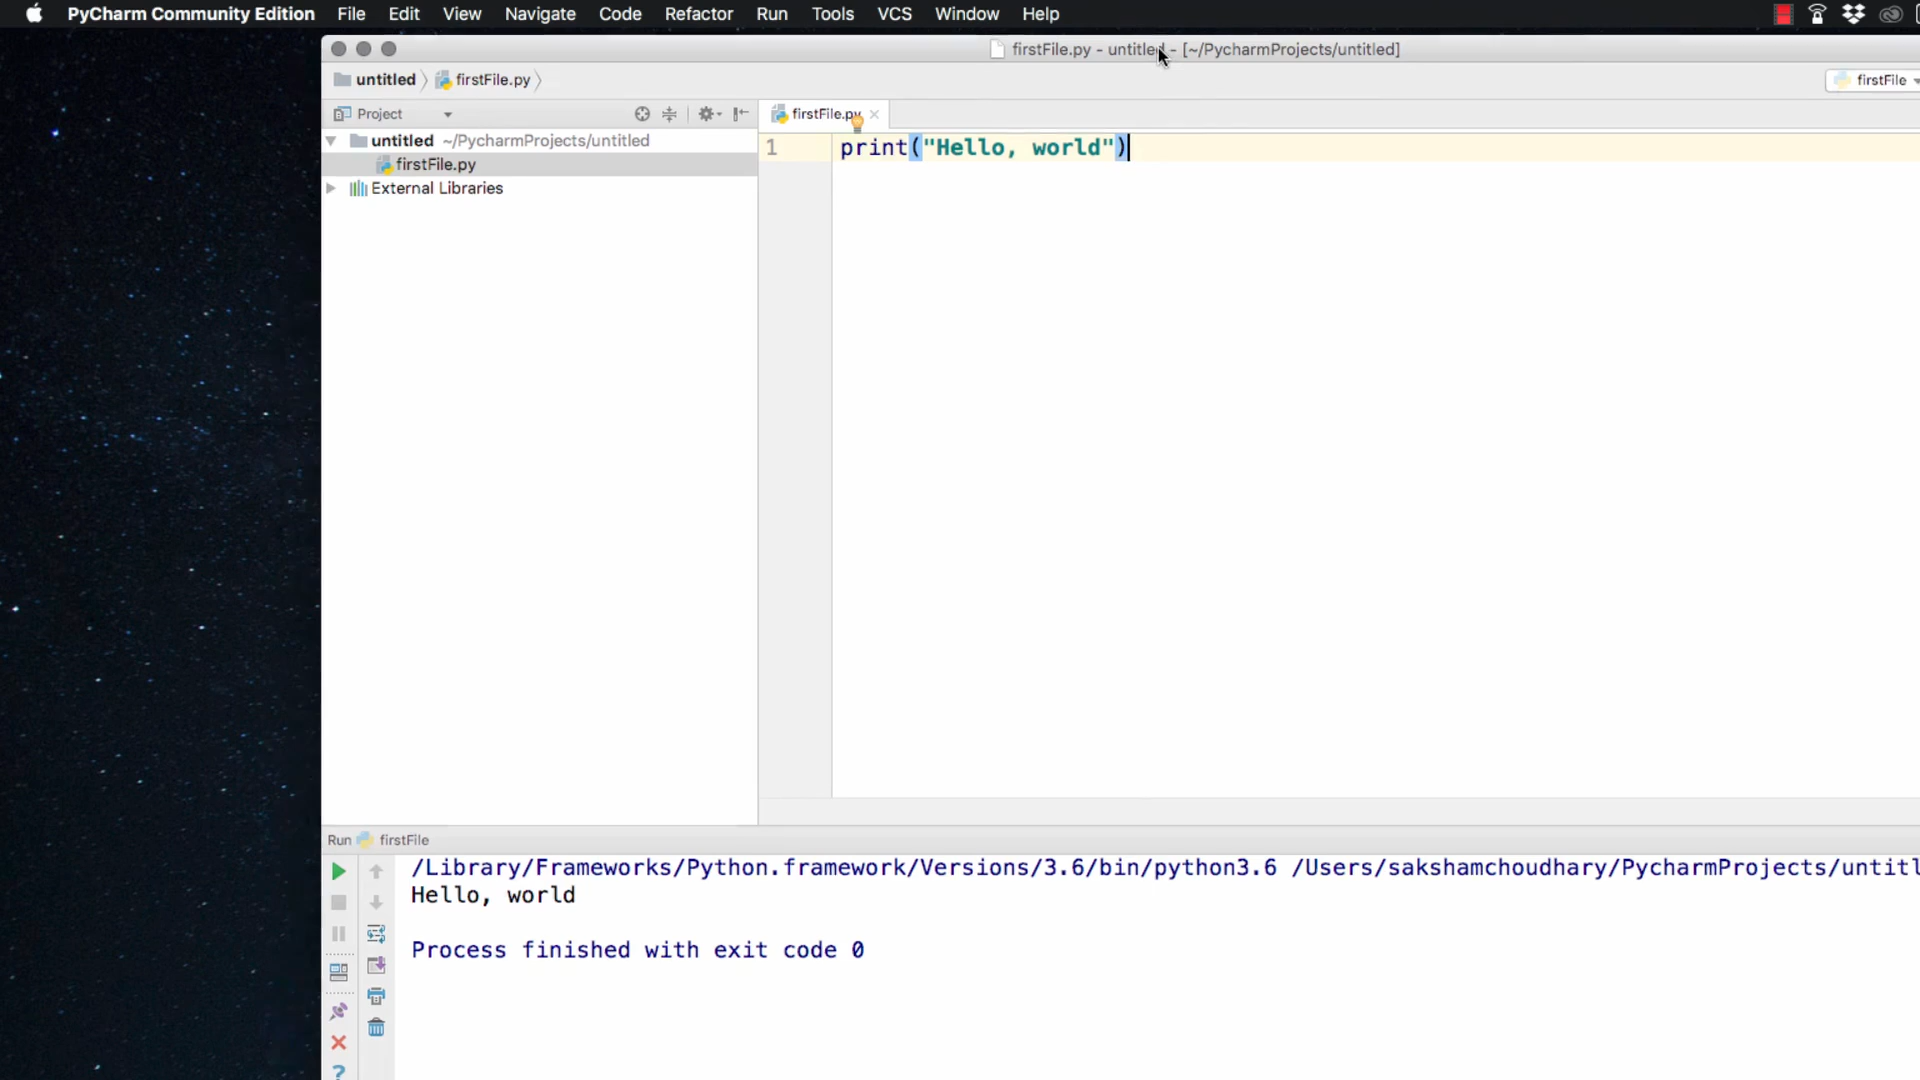 PyCharm Community Edition File Edit View Navigate Code Refactor Run Tools VCS Window Help
firstFile.py - untitled - [~/PycharmProjects/untitled]
untitled firstFile.py firstFile
Project firstFile.py
untitled ~/PycharmProjects/untitled
firstFile.py
External Libraries
1 print("Hello, world")
Run firstFile
/Library/Frameworks/Python.framework/Versions/3.6/bin/python3.6 /Users/sakshamchoudhary/PycharmProjects/untitl
Hello, world
Process finished with exit code 0